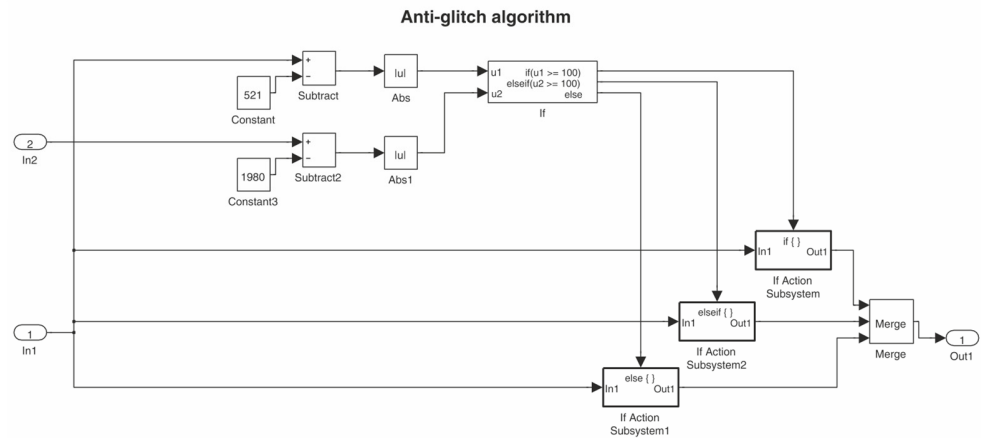 Anti-glitch algorithm
+
−
521
Constant
Subtract
|u|
Abs
u1
u2
if(u1 >= 100)
elseif(u2 >= 100)
else
If
2
In2
+
−
1980
Constant3
Subtract2
|u|
Abs1
if { }
In1
Out1
If Action
Subsystem
elseif { }
In1
Out1
If Action
Subsystem2
1
In1
Merge
Merge
1
Out1
else { }
In1
Out1
If Action
Subsystem1